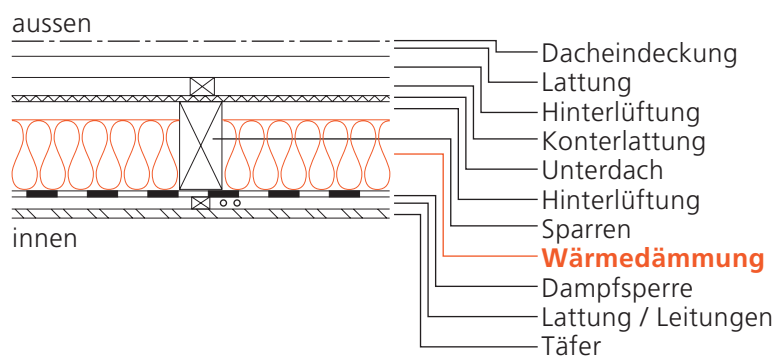 aussen
Dacheindeckung
Lattung
Hinterlüftung
Konterlattung
Unterdach
Hinterlüftung
Sparren
Wärmedämmung
Dampfsperre
Lattung / Leitungen
Täfer
innen